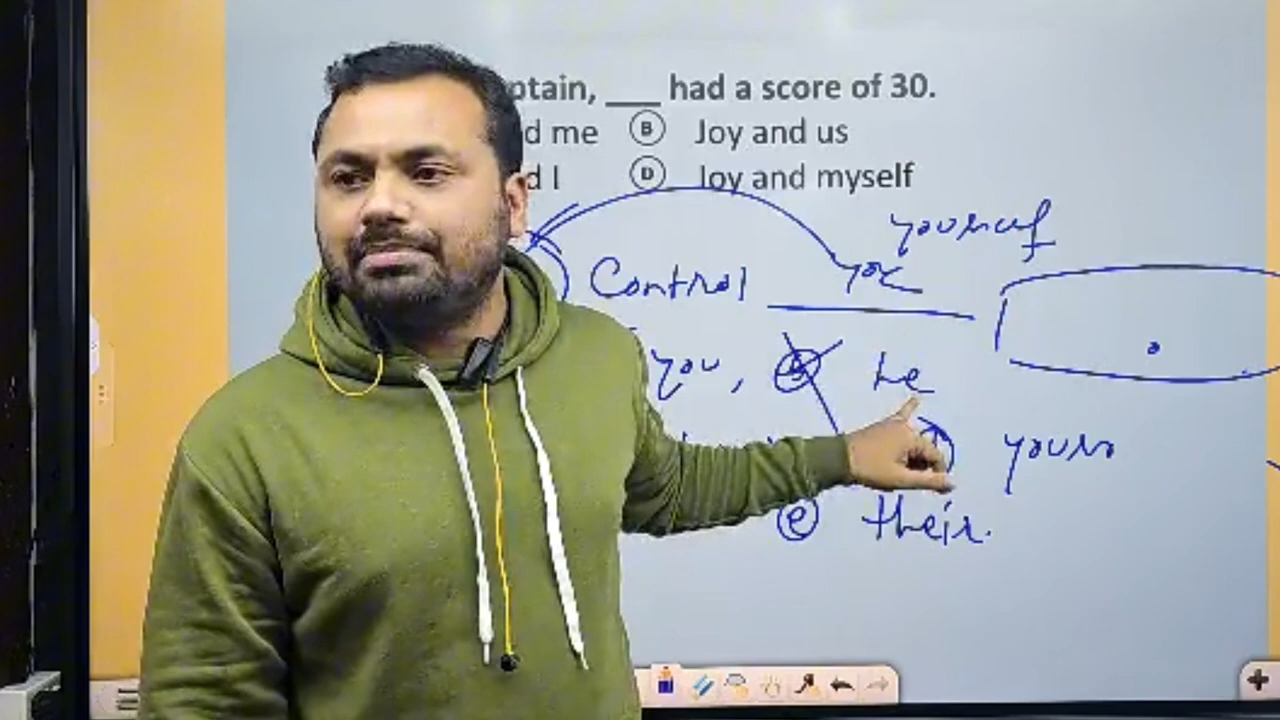 ptain, ___ had a score of 30.
d me B Joy and us
d I D Joy and myself
Control you
you, he
yours
e their.